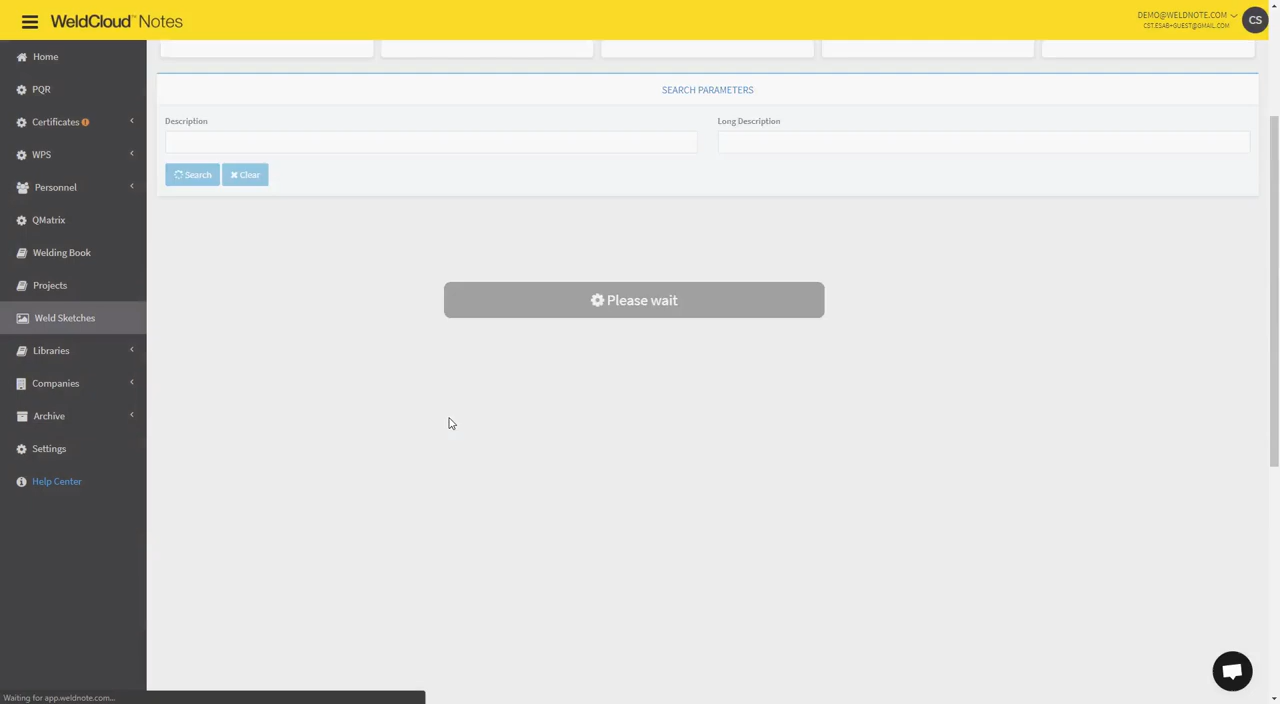 WeldCloud™ Notes
DEMO@WELDNOTE.COM
CST.ESAB+GUEST@GMAIL.COM
CS
Home
PQR
Certificates
WPS
Personnel
QMatrix
Welding Book
Projects
Weld Sketches
Libraries
Companies
Archive
Settings
Help Center
SEARCH PARAMETERS
Description
Long Description
Search
Clear
Please wait
Waiting for app.weldnote.com...